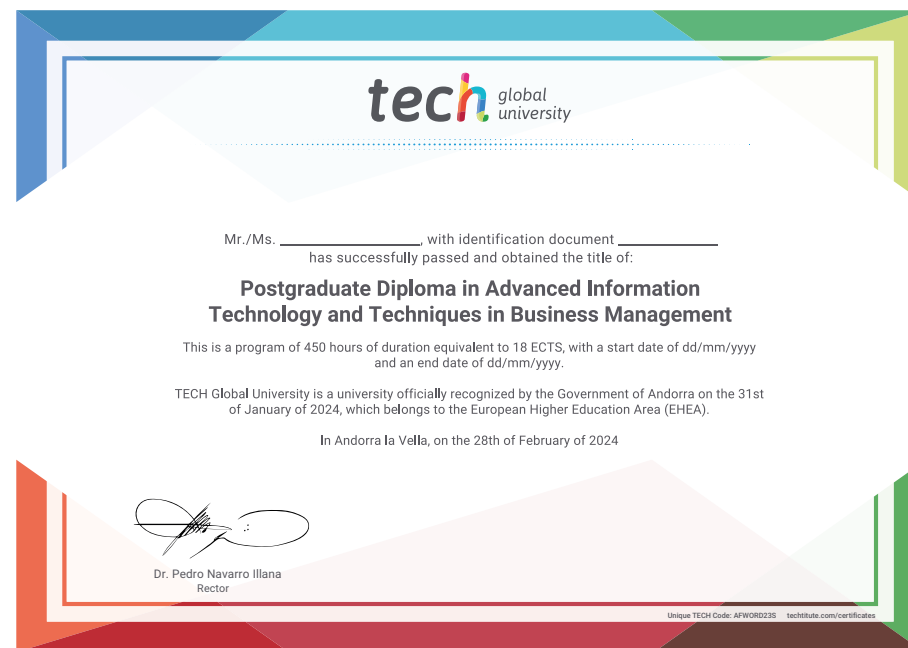 tech global
university
Mr./Ms. ____________, with identification document ____________
has successfully passed and obtained the title of:
Postgraduate Diploma in Advanced Information
Technology and Techniques in Business Management
This is a program of 450 hours of duration equivalent to 18 ECTS, with a start date of dd/mm/yyyy
and an end date of dd/mm/yyyy.
TECH Global University is a university officially recognized by the Government of Andorra on the 31st
of January of 2024, which belongs to the European Higher Education Area (EHEA).
In Andorra la Vella, on the 28th of February of 2024
Dr. Pedro Navarro Illana
Rector
Unique TECH Code: AFWORD23S techtitute.com/certificates